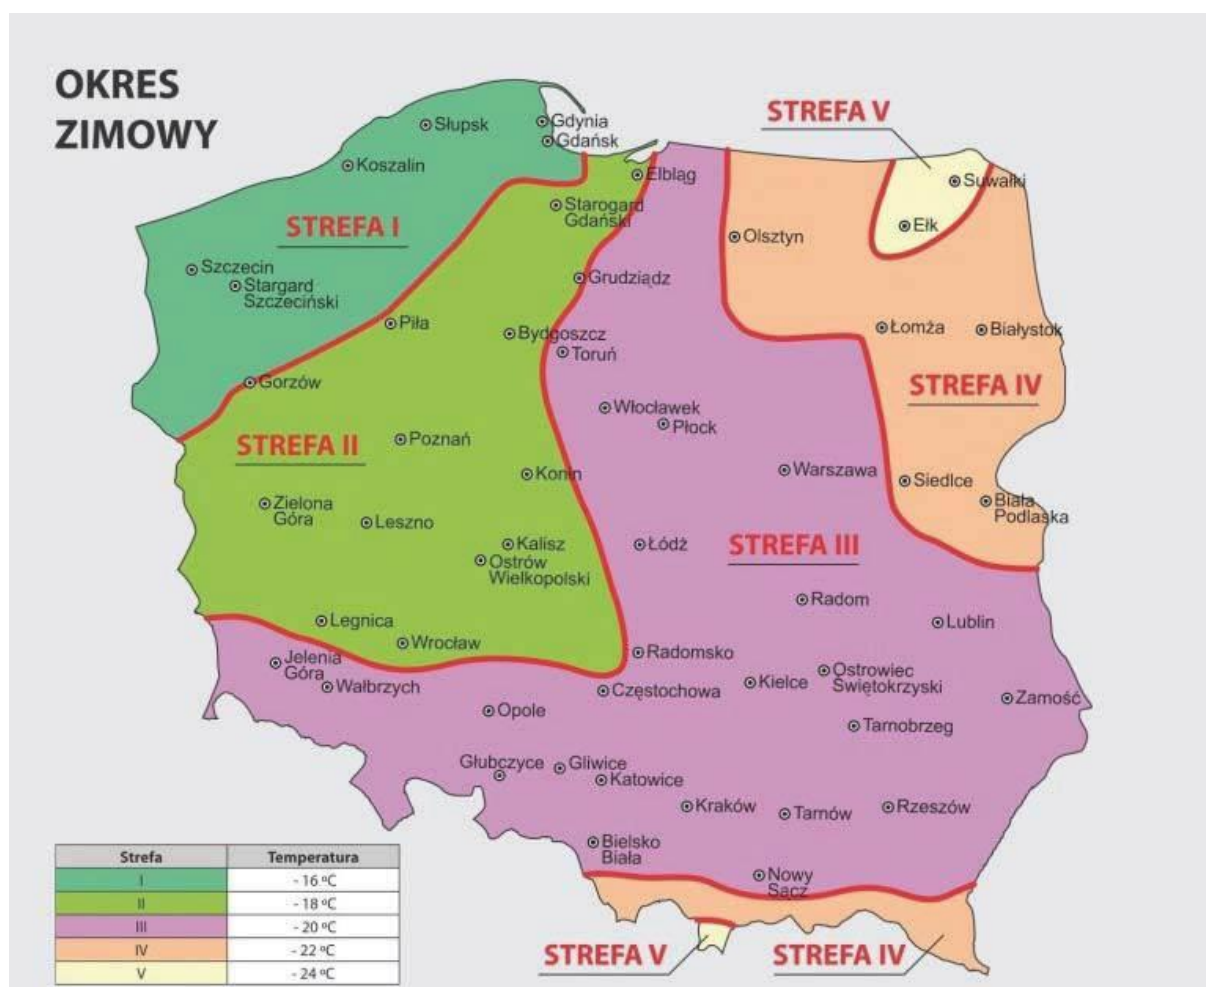 OKRES
ZIMOWY
STREFA V
Gdynia
Słupsk
Gdańsk
Koszalin
Elbląg
Suwałki
Starogard
Gdański
STREFA I
Ełk
Olsztyn
Szczecin
Stargard
Szczeciński
Grudziądz
Piła
Bydgoszcz
Toruń
Łomża
Białystok
Gorzów
STREFA IV
Włocławek
Płock
STREFA II
Poznań
Konin
Warszawa
Siedlce
Zielona
Góra
Leszno
Biała
Podlaska
Kalisz
Ostrów
Wielkopolski
Łódź
STREFA III
Radom
Legnica
Lublin
Wrocław
Radomsko
Jelenia
Góra
Wałbrzych
Częstochowa
Kielce
Ostrowiec
Świętokrzyski
Zamość
Opole
Tarnobrzeg
Głubczyce
Gliwice
Katowice
Kraków
Tarnów
Rzeszów
Bielsko
Biała
Nowy
Sącz
Strefa Temperatura
I - 16 ºC
II - 18 ºC
III - 20 ºC
IV - 22 ºC
V - 24 ºC
STREFA V
STREFA IV